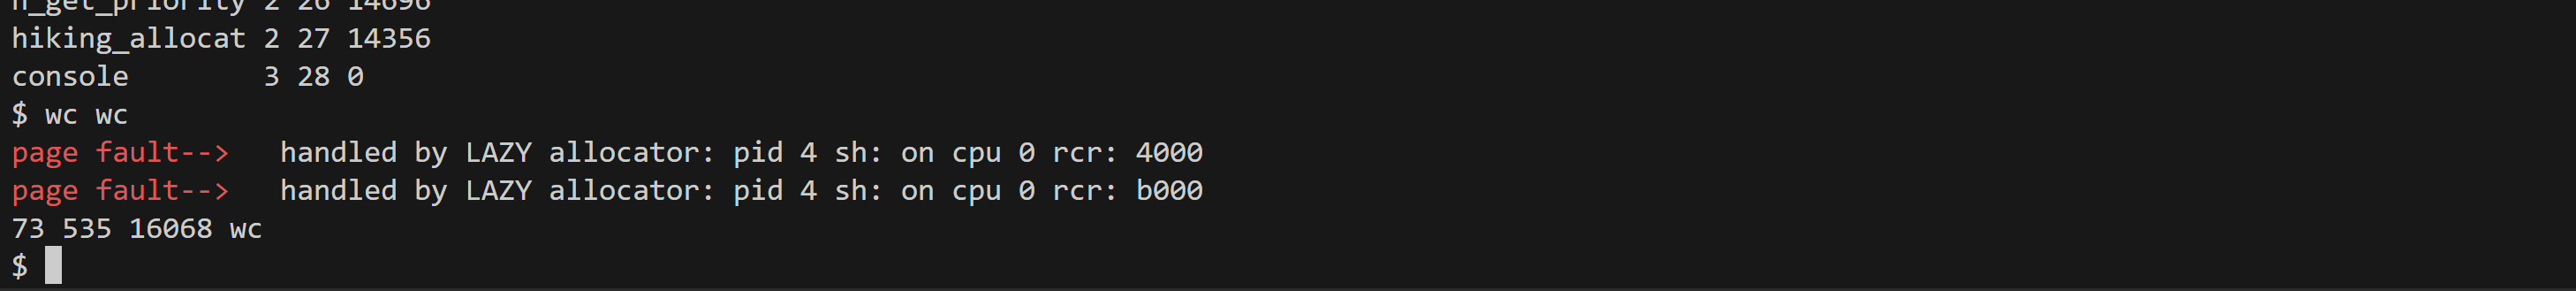 n_get_priority 2 26 14696
hiking_allocat 2 27 14356
console        3 28 0
$ wc wc
page fault-->   handled by LAZY allocator: pid 4 sh: on cpu 0 rcr: 4000
page fault-->   handled by LAZY allocator: pid 4 sh: on cpu 0 rcr: b000
73 535 16068 wc
$